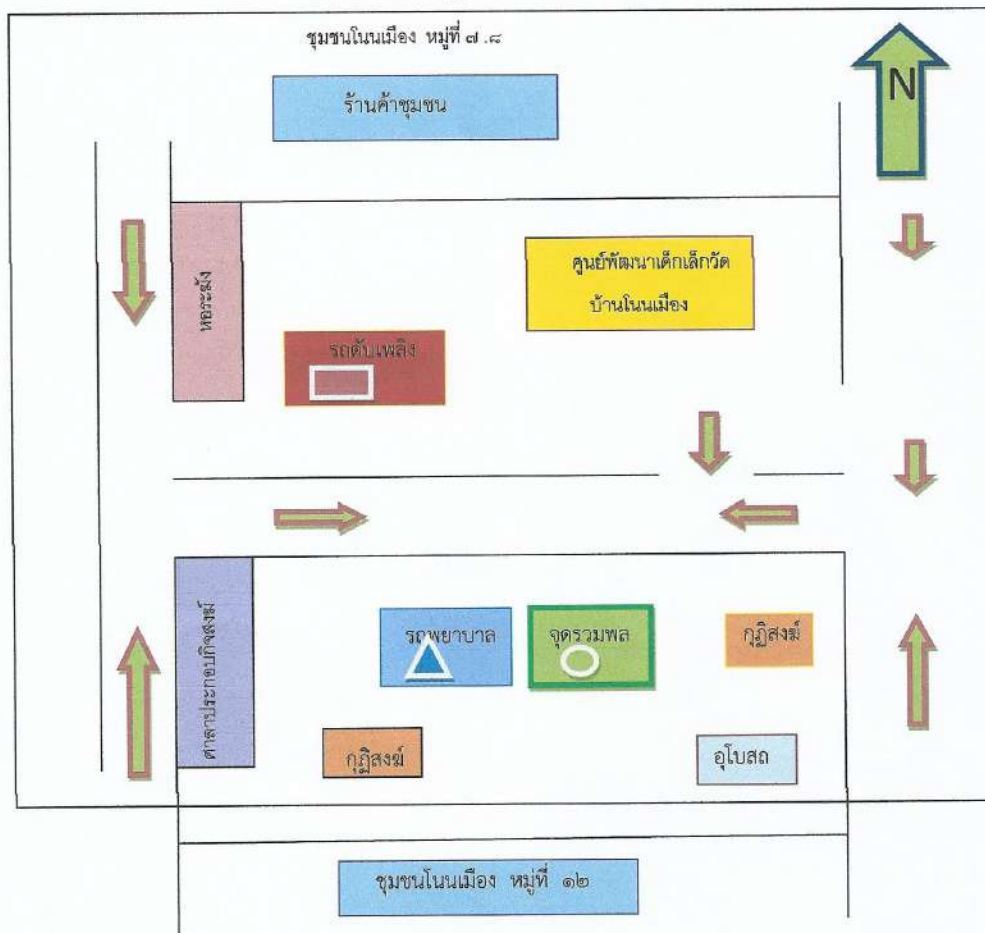 ชุมชนโนนเมือง หมู่ที่ ๗ .๘
ร้านค้าชุมชน
N
หอระฆัง
ศูนย์พัฒนาเด็กเล็กวัด
บ้านโนนเมือง
รถดับเพลิง
ศาลาประกอบกิจสงฆ์
รถพยาบาล
จุดรวมพล
กุฏิสงฆ์
กุฏิสงฆ์
อุโบสถ
ชุมชนโนนเมือง หมู่ที่ ๑๒